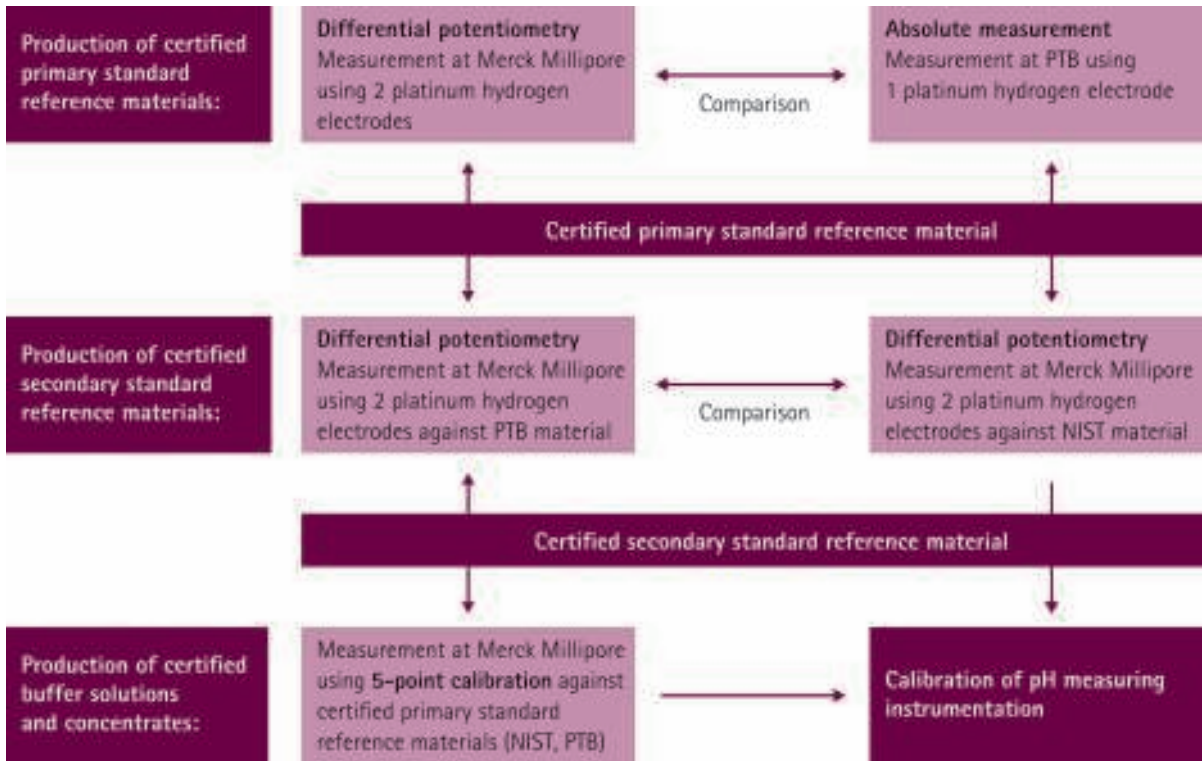 Production of certified
primary standard
reference materials:
Differential potentiometry
Measurement at Merck Millipore
using 2 platinum hydrogen
electrodes
Comparison
Absolute measurement
Measurement at PTB using
1 platinum hydrogen electrode
Certified primary standard reference material
Production of certified
secondary standard
reference materials:
Differential potentiometry
Measurement at Merck Millipore
using 2 platinum hydrogen
electrodes against PTB material
Comparison
Differential potentiometry
Measurement at Merck Millipore
using 2 platinum hydrogen
electrodes against NIST material
Certified secondary standard reference material
Production of certified
buffer solutions
and concentrates:
Measurement at Merck Millipore
using 5-point calibration against
certified primary standard
reference materials (NIST, PTB)
Calibration of pH measuring
instrumentation